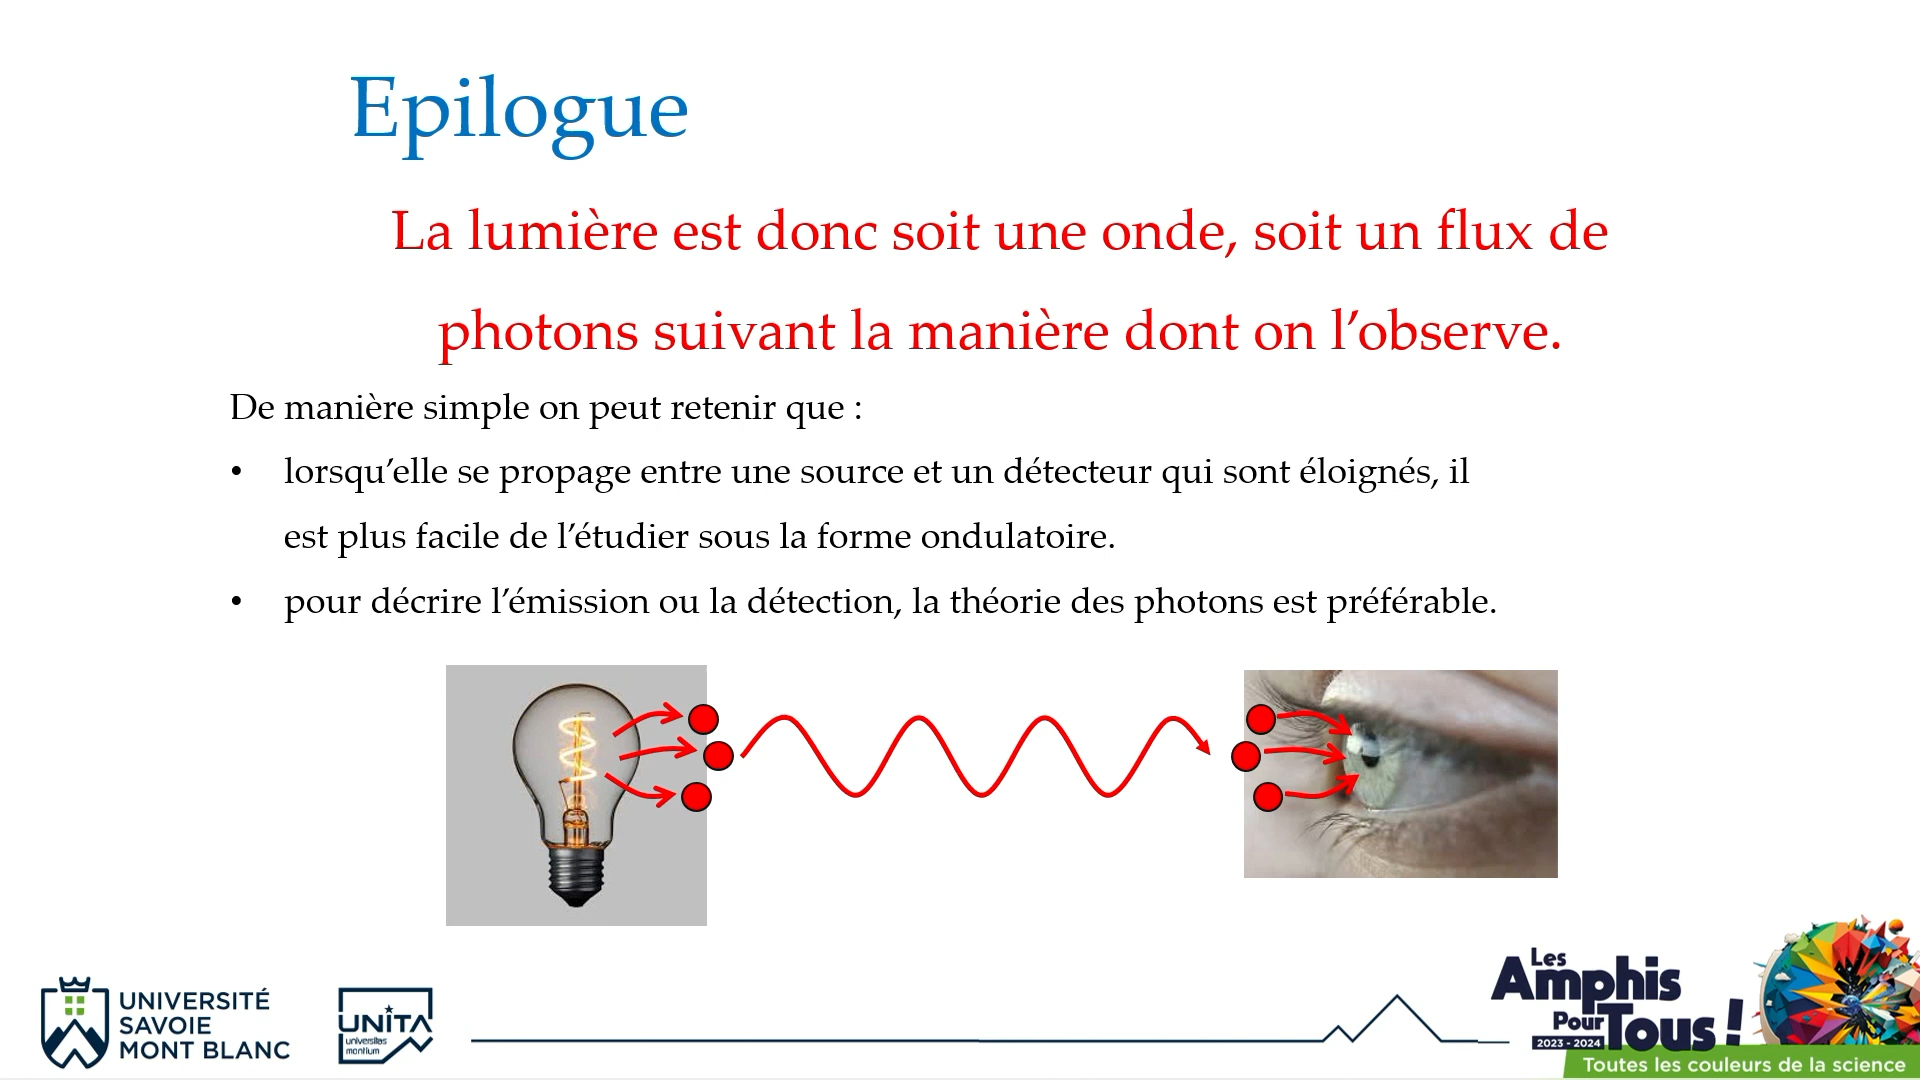 Epilogue
La lumière est donc soit une onde, soit un flux de
photons suivant la manière dont on l’observe.
De manière simple on peut retenir que :
• lorsqu’elle se propage entre une source et un détecteur qui sont éloignés, il
est plus facile de l’étudier sous la forme ondulatoire.
• pour décrire l’émission ou la détection, la théorie des photons est préférable.
UNIVERSITÉ
SAVOIE
MONT BLANC
UNITA
universitas
montium
Les
Amphis
Pour
Tous !
2023 - 2024
Toutes les couleurs de la science